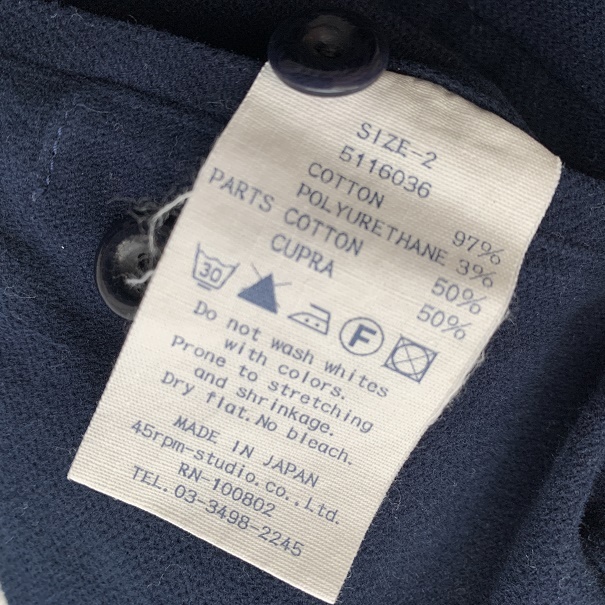 SIZE-2
5116036
COTTON 97%
POLYURETHANE 3%
PARTS COTTON 50%
CUPRA 50%
30 F
Do not wash whites
with colors.
Prone to stretching
and shrinkage.
Dry flat.No bleach.
MADE IN JAPAN
45rpm-studio.co.,Ltd.
RN-100802
TEL.03-3498-2245